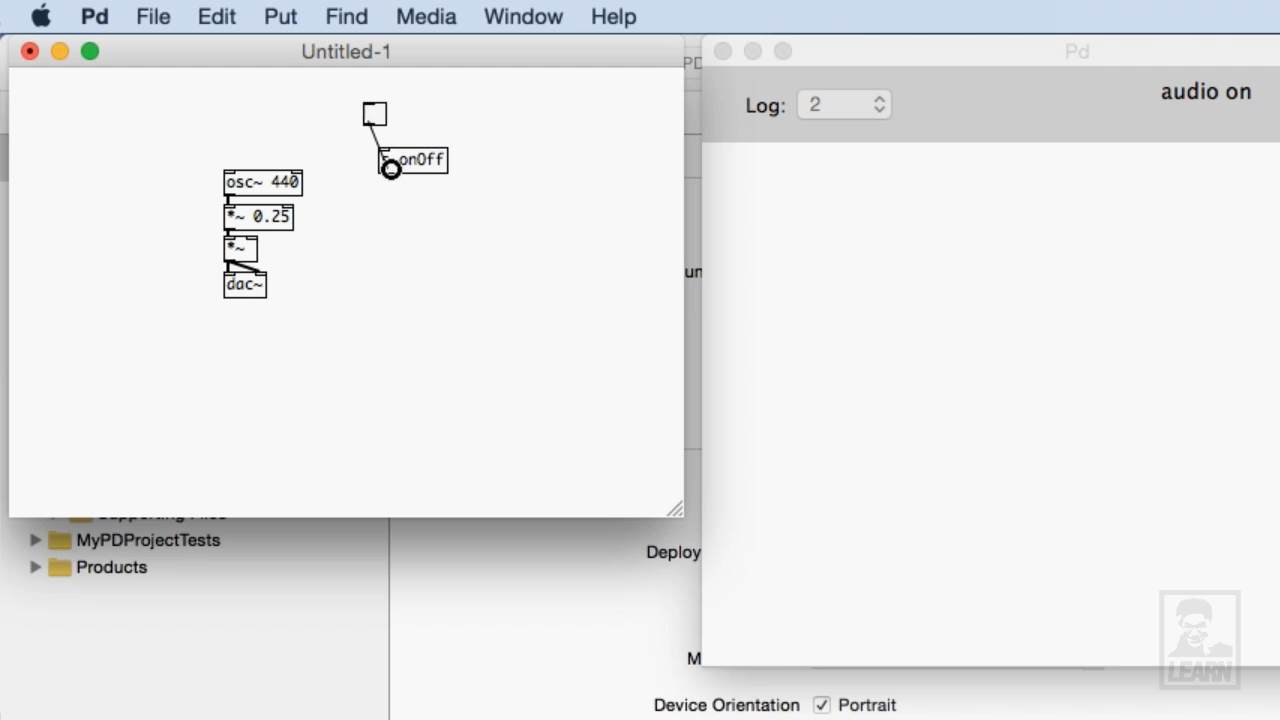 Pd File Edit Put Find Media Window Help
Untitled-1
PD
Pd
audio on
Log: 2
onOff
osc~ 440
*~ 0.25
*~
dac~
MyPDProjectTests
Products
Deploy
M
Device Orientation Portrait
LEARN